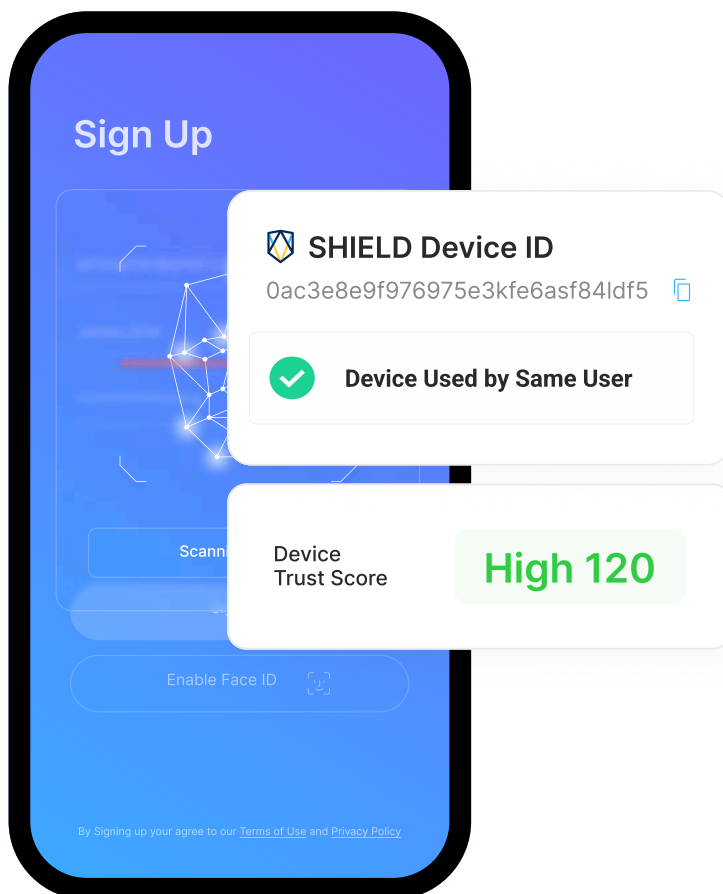 Sign Up
SHIELD Device ID
0ac3e8e9f976975e3kfe6asf84ldf5
Device Used by Same User
Scanni
Device
Trust Score
High 120
Enable Face ID
By Signing up your agree to our Terms of Use and Privacy Policy